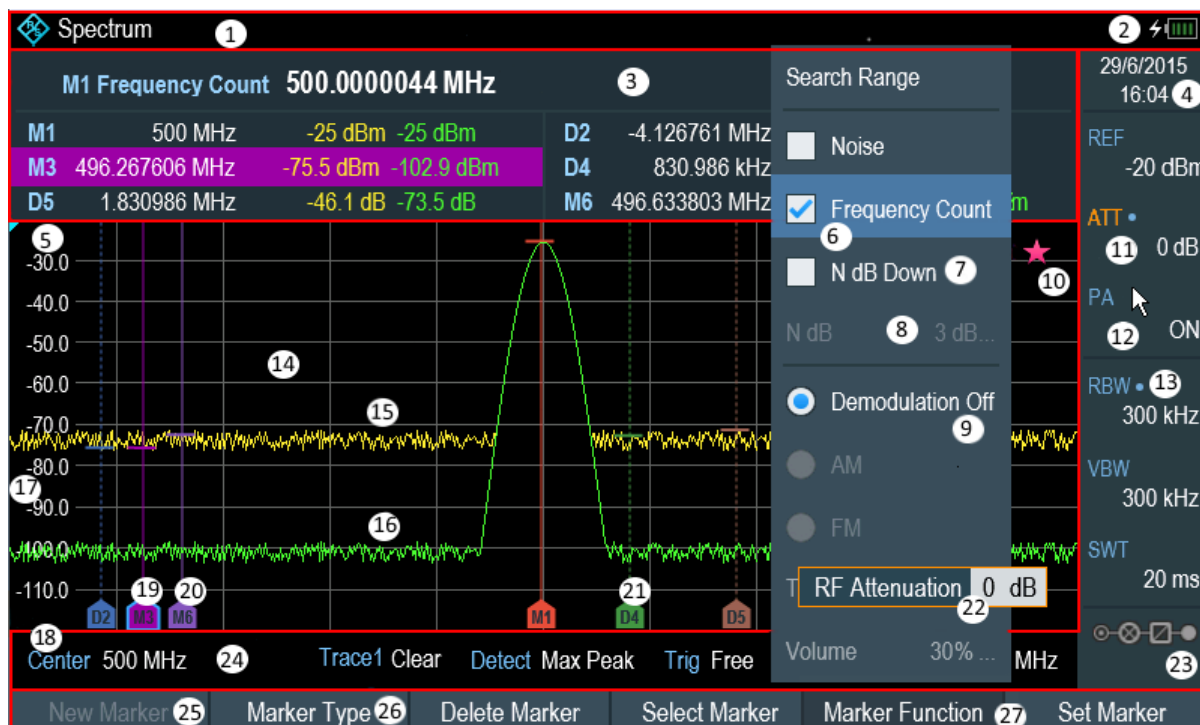 Spectrum 1 2
M1 Frequency Count 500.0000044 MHz 3
M1 500 MHz -25 dBm -25 dBm D2 -4.126761 MHz
M3 496.267606 MHz -75.5 dBm -102.9 dBm D4 830.986 kHz
D5 1.830986 MHz -46.1 dB -73.5 dB M6 496.633803 MHz m
Search Range
Noise
Frequency Count
6
N dB Down 7
N dB 8 3 dB...
Demodulation Off
9
AM
FM
T RF Attenuation 0 dB
22
Volume 30% ...
29/6/2015
16:04 4
REF
-20 dBm
ATT
11 0 dB
PA
12 ON
RBW 13
300 kHz
VBW
300 kHz
SWT
20 ms
23
5
-30.0
10
-40.0
-50.0
14
-60.0
15
-70.0
-80.0
17
-90.0
16
-100.0
-110.0
19 20 21
D2 M3 M6 M1 D4 D5
18
Center 500 MHz 24 Trace1 Clear Detect Max Peak Trig Free MHz
New Marker 25 Marker Type 26 Delete Marker Select Marker Marker Function 27 Set Marker